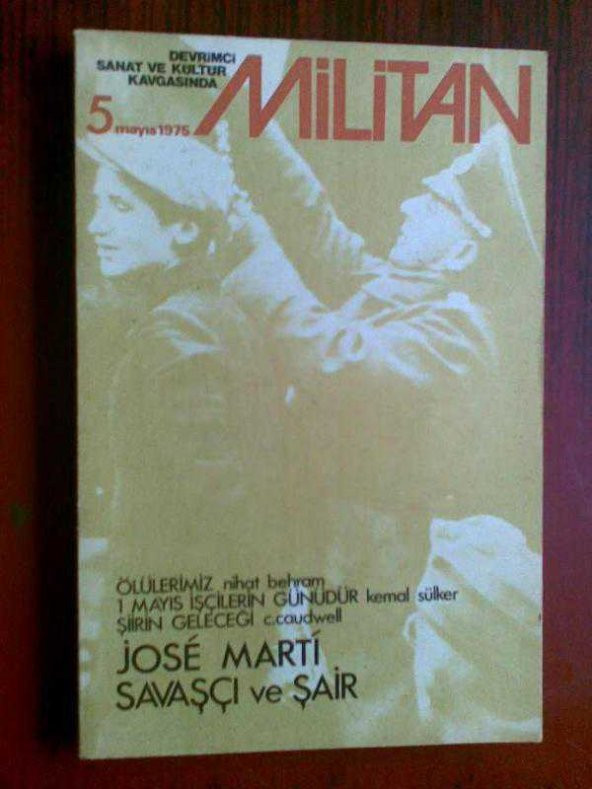 DEVRİMCİ
SANAT VE KÜLTÜR
KAVGASINDA
MİLİTAN
5 mayıs 1975
ÖLÜLERİMİZ nihat behram
1 MAYIS İŞÇİLERİN GÜNÜDÜR kemal sülker
ŞİİRİN GELECEĞİ c.caudwell
JOSÉ MARTÍ
SAVAŞÇI ve ŞAİR